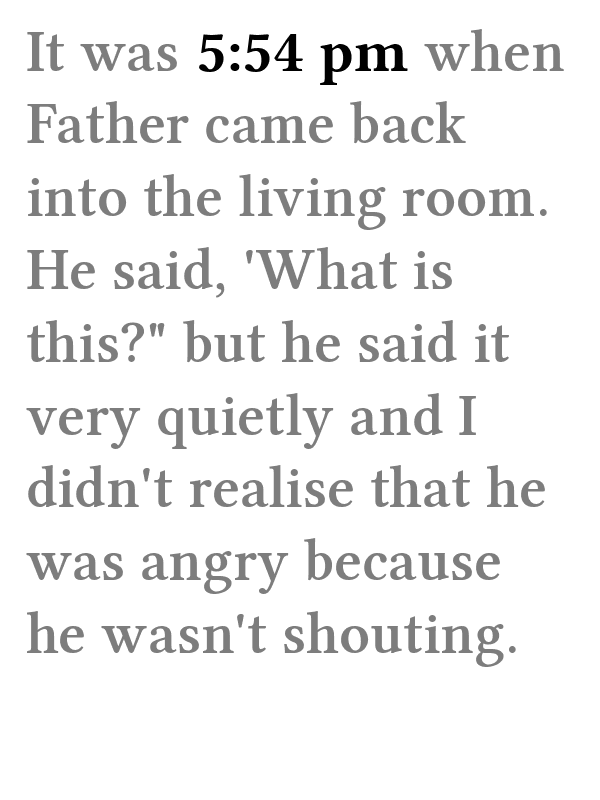 It was 5:54 pm when
Father came back
into the living room.
He said, 'What is
this?" but he said it
very quietly and I
didn't realise that he
was angry because
he wasn't shouting.